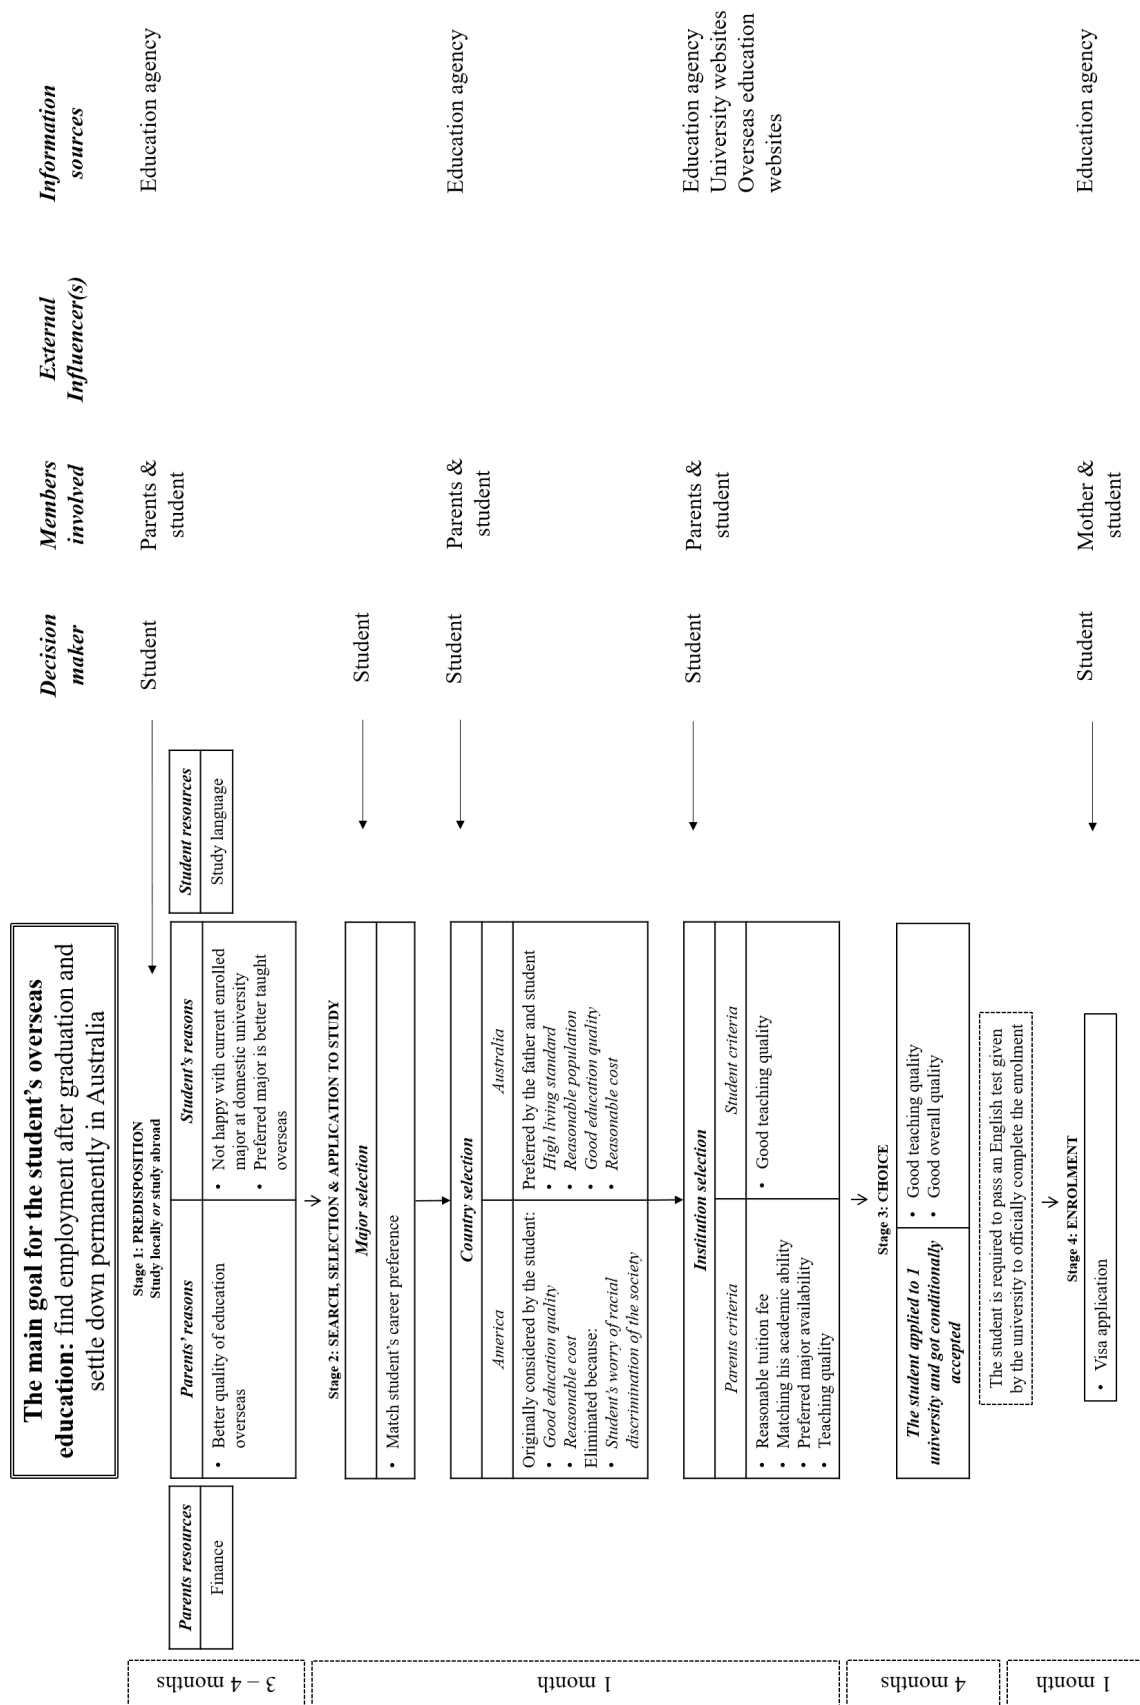 The main goal for the student's overseas
education: find employment after graduation and
settle down permanently in Australia
Decision
maker
Members
involved
External
Influencer(s)
Information
sources
3 – 4 months
Stage 1: PREDISPOSITION
Study locally or study abroad
Parents resources
Finance
Parents' reasons
• Better quality of education
overseas
Student's reasons
• Not happy with current enrolled
major at domestic university
• Preferred major is better taught
overseas
Student resources
Study language
Student
Parents &
student
Education agency
1 month
Stage 2: SEARCH, SELECTION & APPLICATION TO STUDY
Major selection
• Match student's career preference
Student
Country selection
America
Originally considered by the student:
• Good education quality
• Reasonable cost
Eliminated because:
• Student's worry of racial
discrimination of the society
Australia
Preferred by the father and student
• High living standard
• Reasonable population
• Good education quality
• Reasonable cost
Student
Parents &
student
Education agency
Institution selection
Parents criteria
• Reasonable tuition fee
• Matching his academic ability
• Preferred major availability
• Teaching quality
Student criteria
• Good teaching quality
Student
Parents &
student
Education agency
University websites
Overseas education
websites
4 months
Stage 3: CHOICE
The student applied to 1
university and got conditionally
accepted
• Good teaching quality
• Good overall quality
The student is required to pass an English test given
by the university to officially complete the enrolment
1 month
Stage 4: ENROLMENT
• Visa application
Student
Mother &
student
Education agency